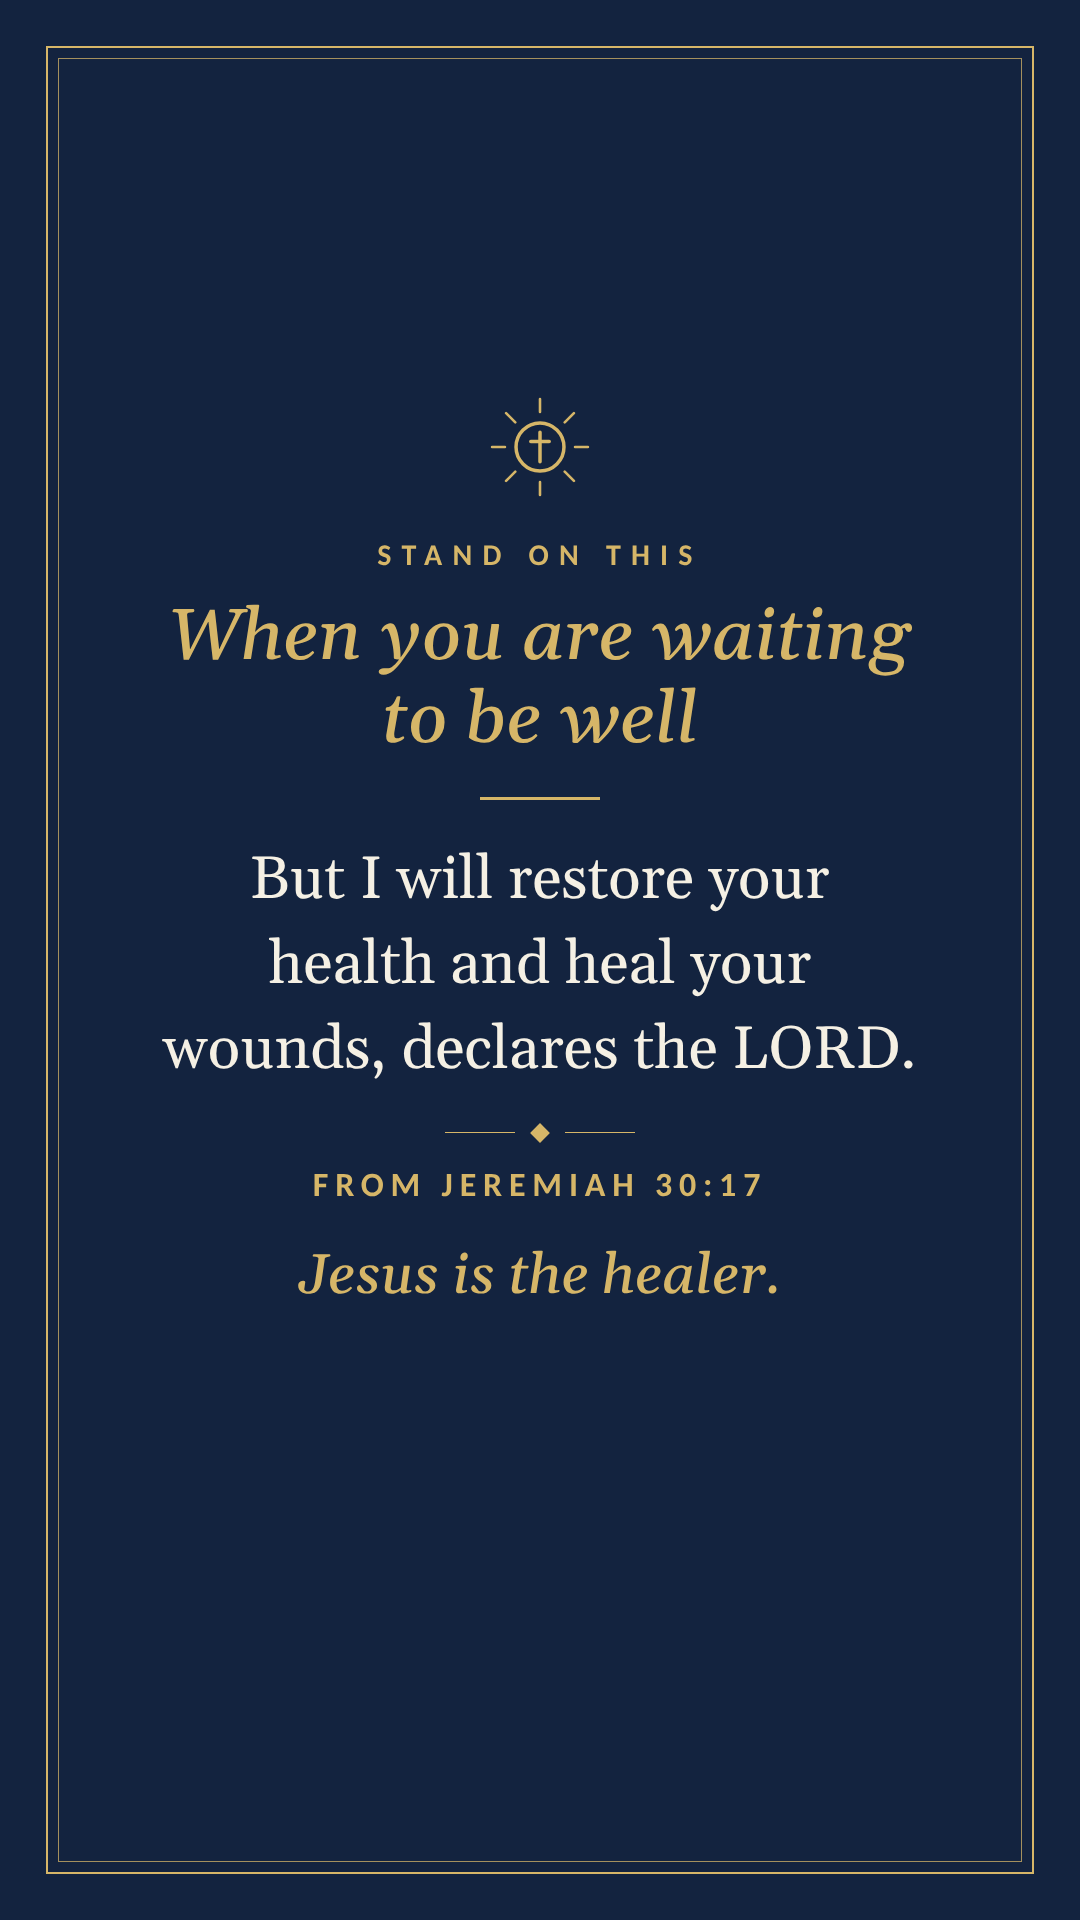 STAND ON THIS
When you are waiting
to be well
But I will restore your
health and heal your
wounds, declares the LORD.
FROM JEREMIAH 30:17
Jesus is the healer.